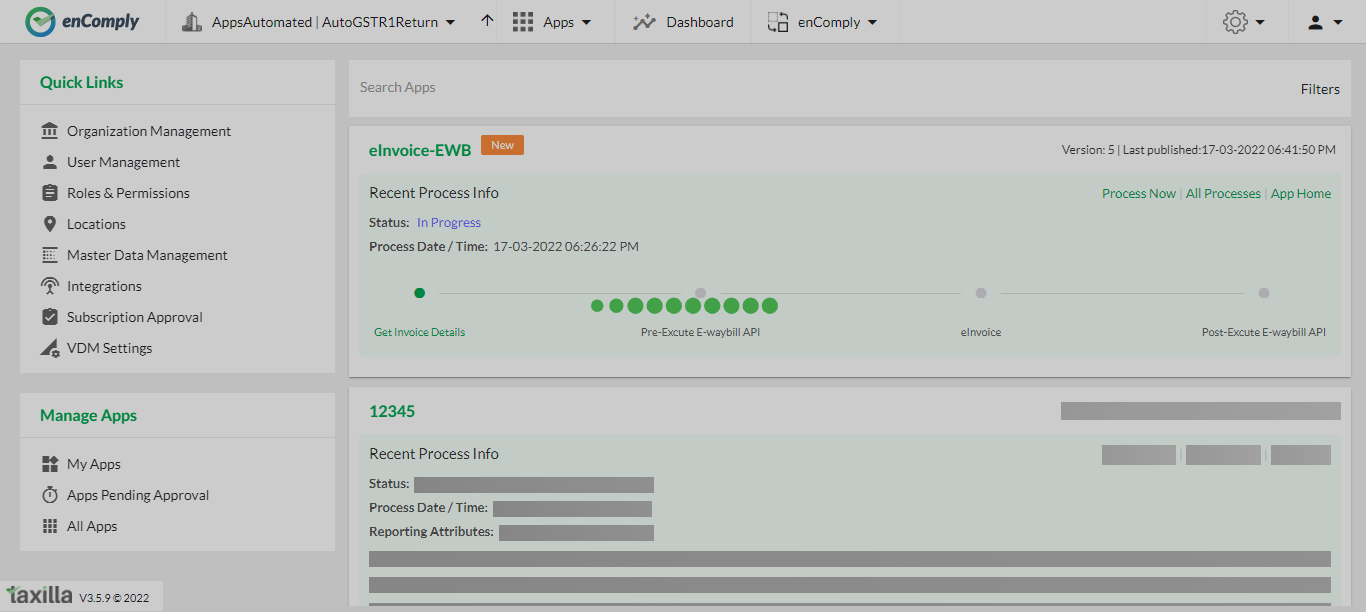 enComply
AppsAutomated | AutoGSTR1Return
Apps
Dashboard
enComply
Quick Links
Organization Management
User Management
Roles & Permissions
Locations
Master Data Management
Integrations
Subscription Approval
VDM Settings
Manage Apps
My Apps
Apps Pending Approval
All Apps
taxilla V3.5.9 © 2022
Search Apps
Filters
eInvoice-EWB New
Version: 5 | Last published:17-03-2022 06:41:50 PM
Recent Process Info
Process Now | All Processes | App Home
Status: In Progress
Process Date / Time: 17-03-2022 06:26:22 PM
Get Invoice Details
Pre-Excute E-waybill API
eInvoice
Post-Excute E-waybill API
12345
Recent Process Info
Status:
Process Date / Time:
Reporting Attributes: